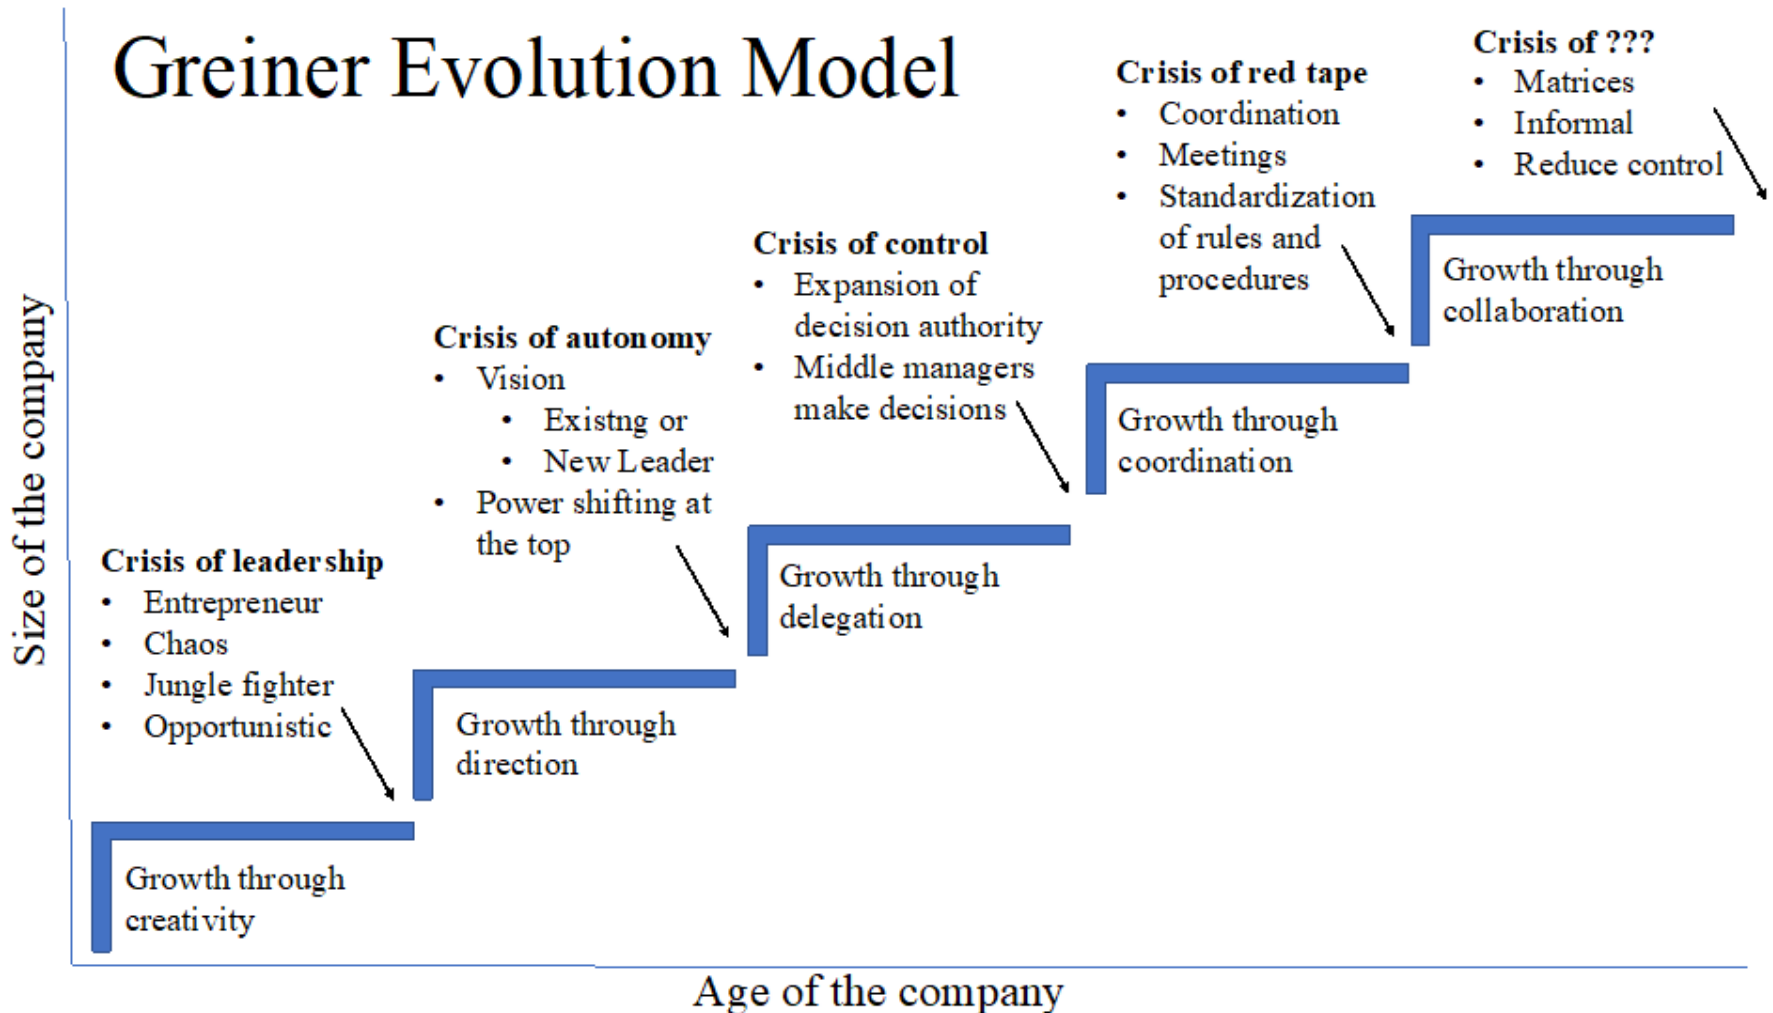 Greiner Evolution Model
Size of the company
Crisis of leadership
• Entrepreneur
• Chaos
• Jungle fighter
• Opportunistic
Growth through
creativity
Crisis of autonomy
• Vision
• Existng or
• New Leader
• Power shifting at
the top
Growth through
direction
Crisis of control
• Expansion of
decision authority
• Middle managers
make decisions
Growth through
delegation
Crisis of red tape
• Coordination
• Meetings
• Standardization
of rules and
procedures
Growth through
coordination
Crisis of ???
• Matrices
• Informal
• Reduce control
Growth through
collaboration
Age of the company